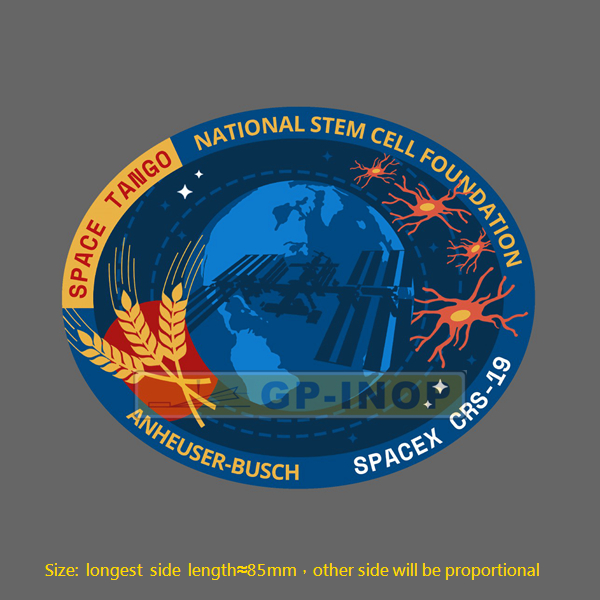 NATIONAL STEM CELL FOUNDATION
SPACE TANGO
GP-INOP
ANHEUSER-BUSCH
SPACEX CRS-19
Size: longest side length≈85mm，other side will be proportional